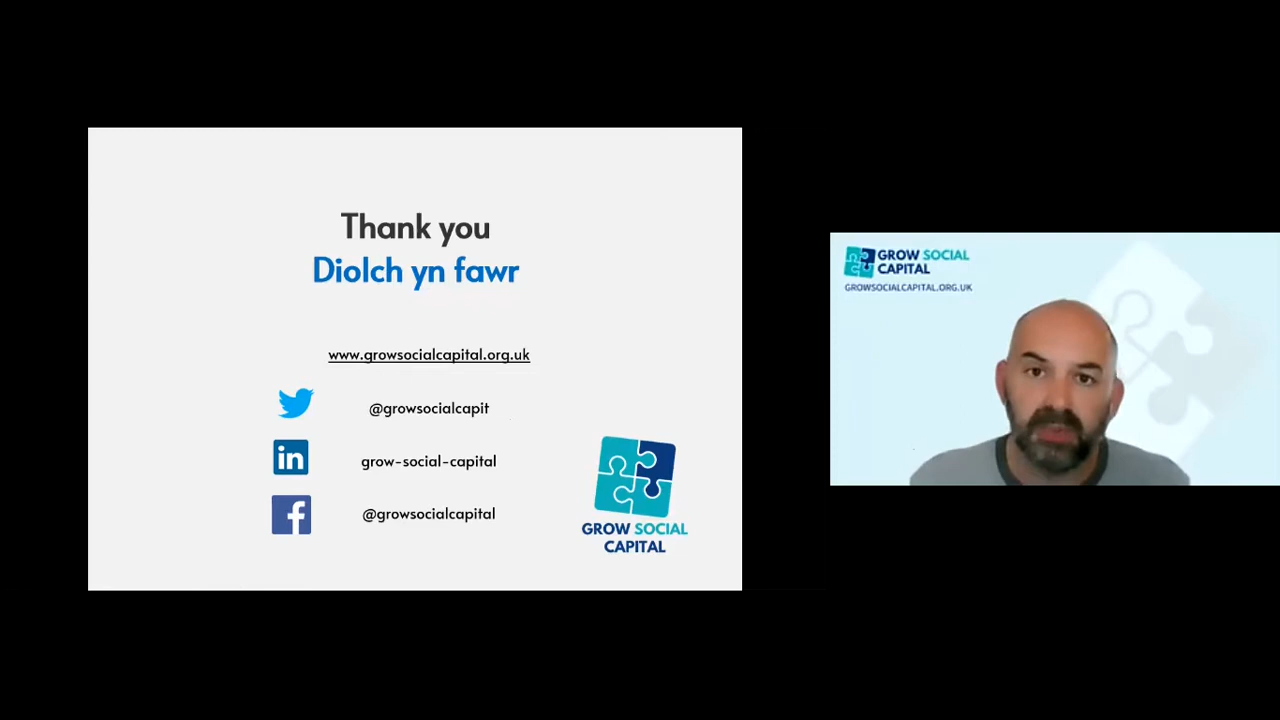 Thank you
Diolch yn fawr
www.growsocialcapital.org.uk
@growsocialcapit
in
grow-social-capital
f
@growsocialcapital
GROW SOCIAL
CAPITAL
GROW SOCIAL
CAPITAL
GROWSOCIALCAPITAL.ORG.UK